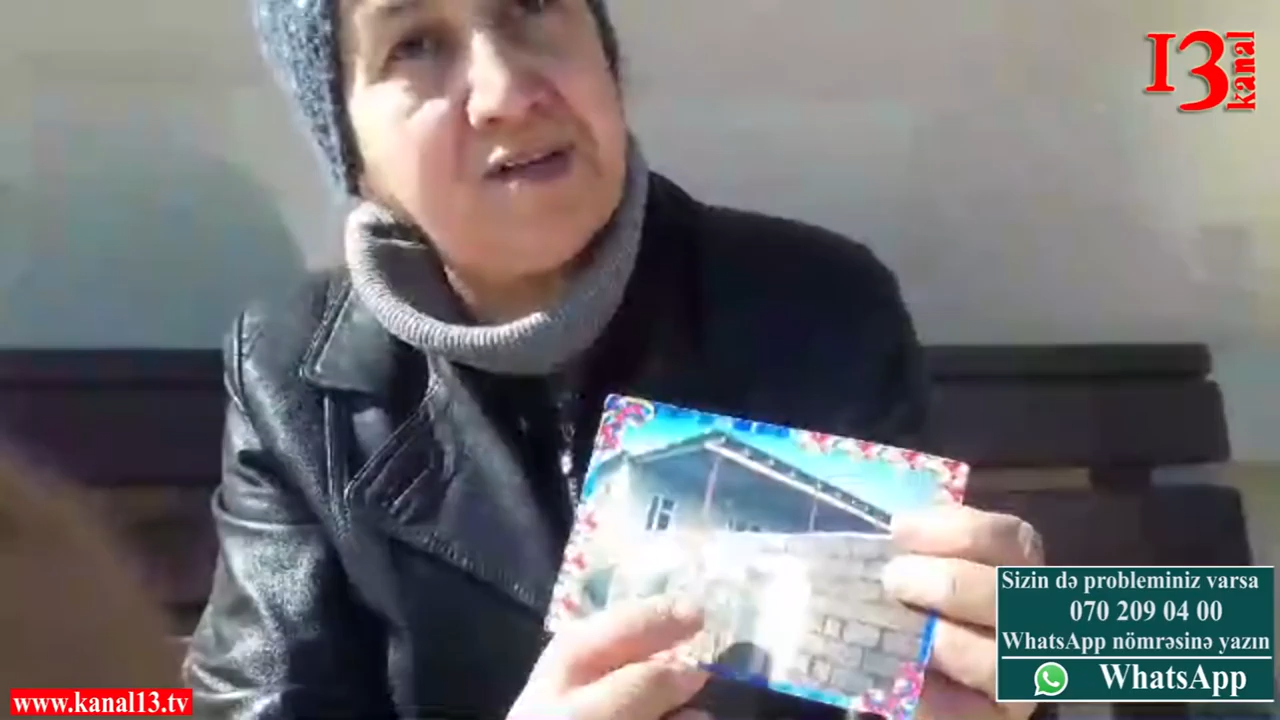 13
kanal
Sizin də probleminiz varsa
070 209 04 00
WhatsApp nömrəsinə yazın
WhatsApp
www.kanal13.tv